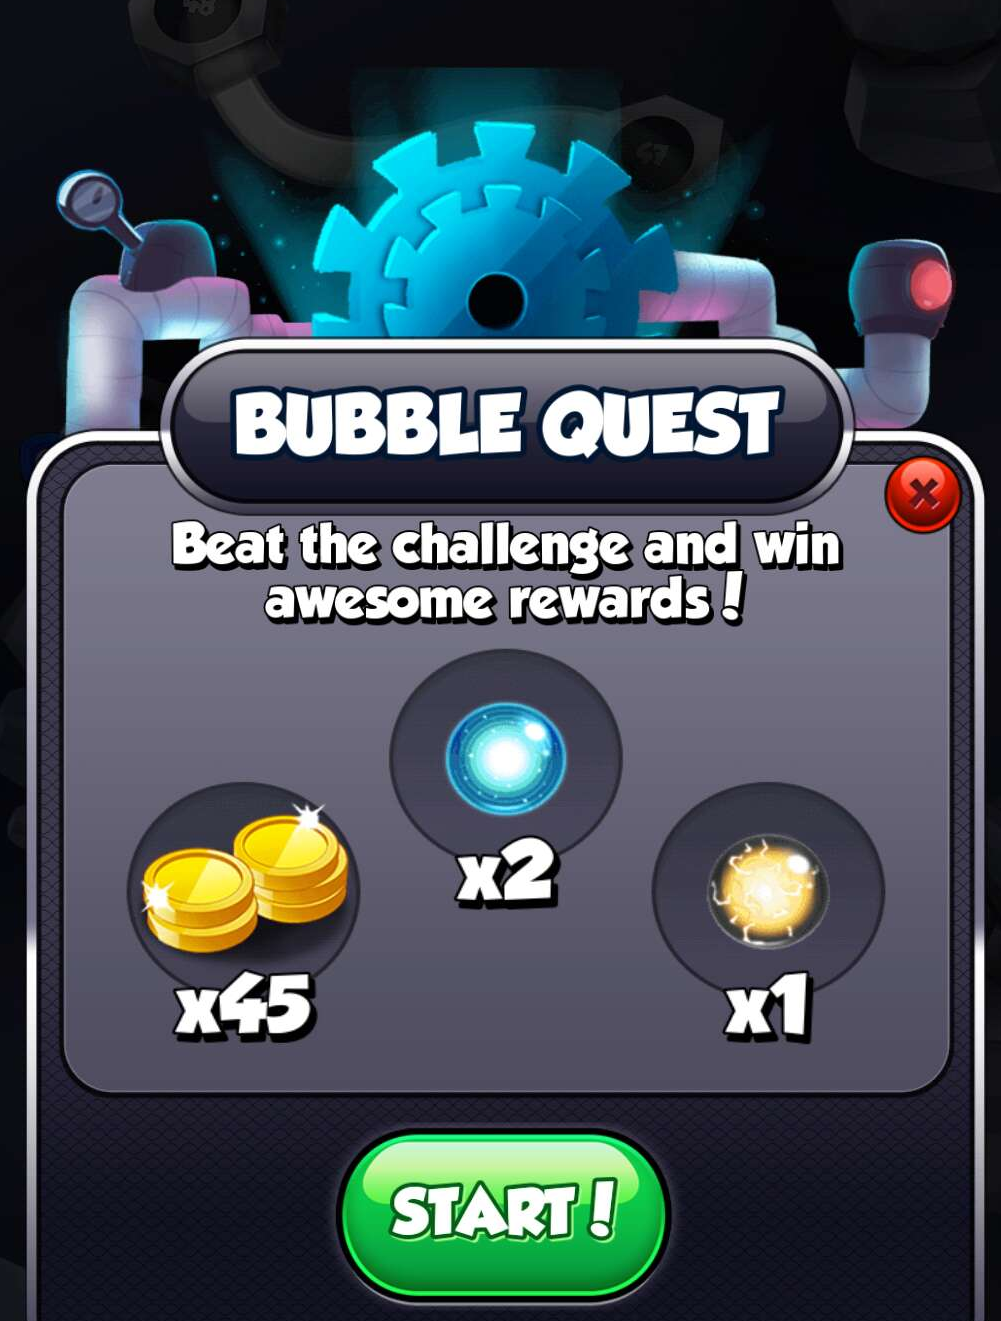 BUBBLE QUEST
Beat the challenge and win
awesome rewards!
x2
x45
x1
START!